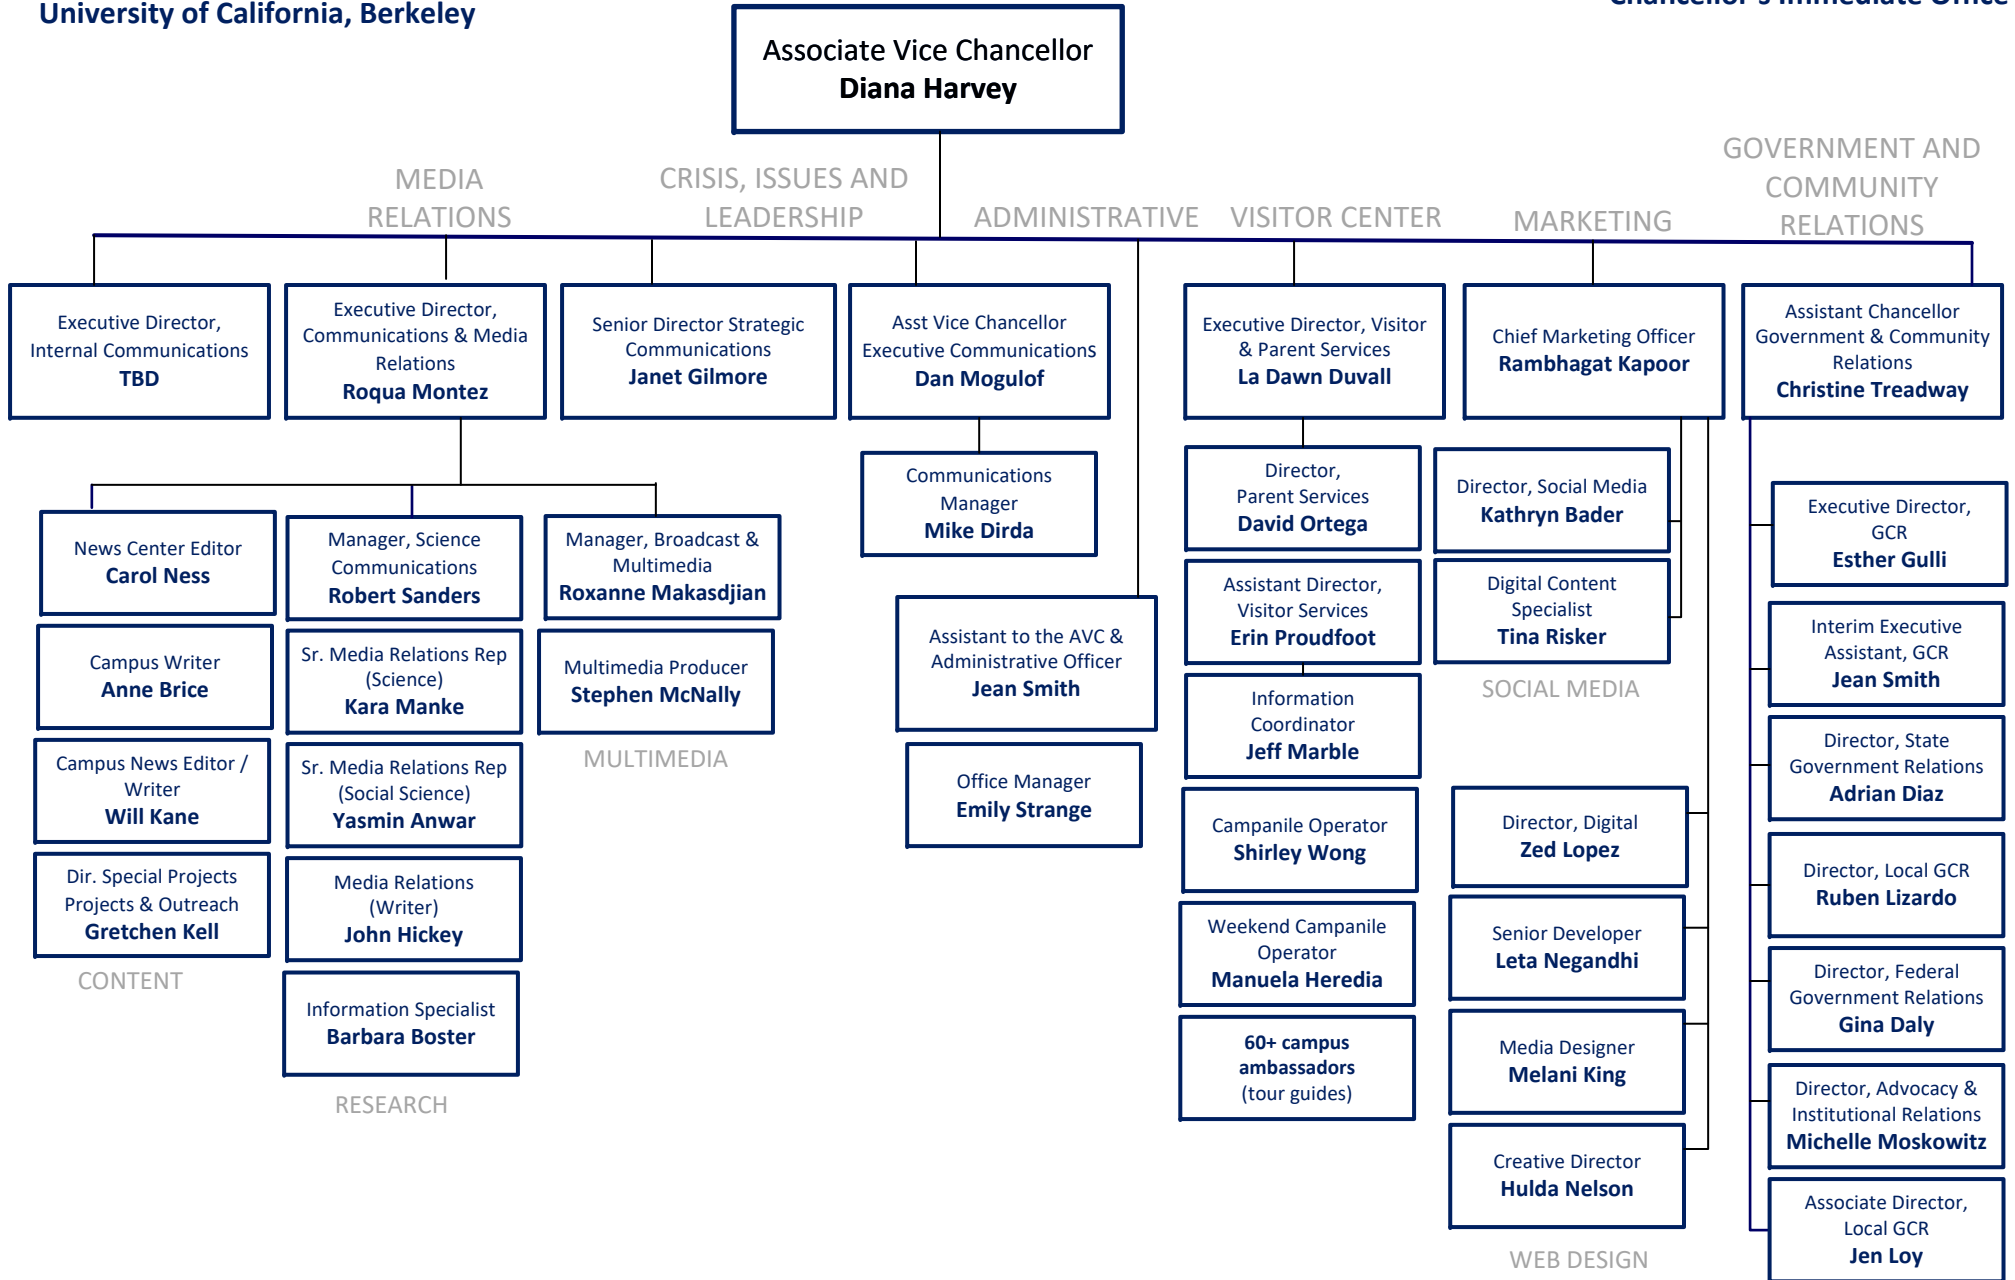 University of California, Berkeley
Chancellor's Immediate Office
Associate Vice Chancellor
Diana Harvey
MEDIA
RELATIONS
CRISIS, ISSUES AND
LEADERSHIP
ADMINISTRATIVE
VISITOR CENTER
MARKETING
GOVERNMENT AND
COMMUNITY
RELATIONS
Executive Director,
Internal Communications
TBD
Executive Director,
Communications & Media
Relations
Roqua Montez
Senior Director Strategic
Communications
Janet Gilmore
Asst Vice Chancellor
Executive Communications
Dan Mogulof
Executive Director, Visitor
& Parent Services
La Dawn Duvall
Chief Marketing Officer
Rambhagat Kapoor
Assistant Chancellor
Government & Community
Relations
Christine Treadway
News Center Editor
Carol Ness
Campus Writer
Anne Brice
Campus News Editor /
Writer
Will Kane
Dir. Special Projects
Projects & Outreach
Gretchen Kell
CONTENT
Manager, Science
Communications
Robert Sanders
Sr. Media Relations Rep
(Science)
Kara Manke
Sr. Media Relations Rep
(Social Science)
Yasmin Anwar
Media Relations
(Writer)
John Hickey
Information Specialist
Barbara Boster
RESEARCH
Manager, Broadcast &
Multimedia
Roxanne Makasdjian
Multimedia Producer
Stephen McNally
MULTIMEDIA
Communications
Manager
Mike Dirda
Assistant to the AVC &
Administrative Officer
Jean Smith
Office Manager
Emily Strange
Director,
Parent Services
David Ortega
Assistant Director,
Visitor Services
Erin Proudfoot
Information
Coordinator
Jeff Marble
Campanile Operator
Shirley Wong
Weekend Campanile
Operator
Manuela Heredia
60+ campus
ambassadors
(tour guides)
Director, Social Media
Kathryn Bader
Digital Content
Specialist
Tina Risker
SOCIAL MEDIA
Director, Digital
Zed Lopez
Senior Developer
Leta Negandhi
Media Designer
Melani King
Creative Director
Hulda Nelson
WEB DESIGN
Executive Director,
GCR
Esther Gulli
Interim Executive
Assistant, GCR
Jean Smith
Director, State
Government Relations
Adrian Diaz
Director, Local GCR
Ruben Lizardo
Director, Federal
Government Relations
Gina Daly
Director, Advocacy &
Institutional Relations
Michelle Moskowitz
Associate Director,
Local GCR
Jen Loy